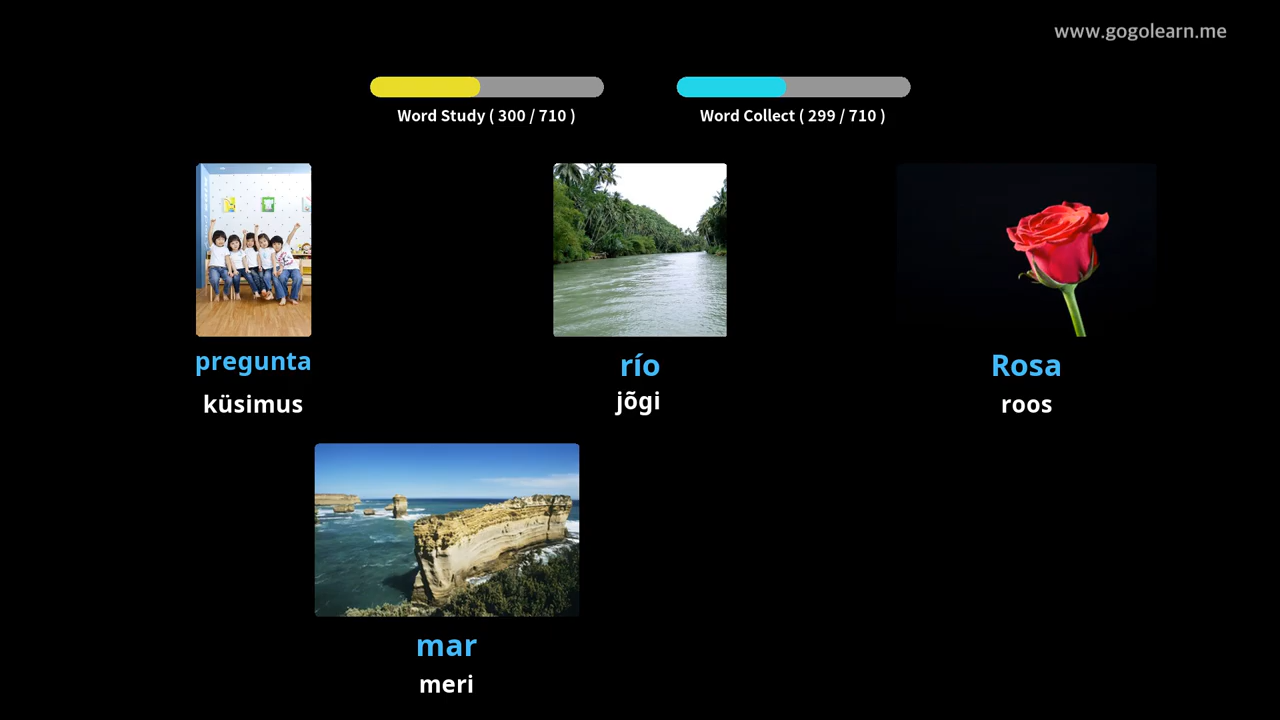 www.gogolearn.me
Word Study ( 300 / 710 )
Word Collect ( 299 / 710 )
pregunta
küsimus
río
jõgi
Rosa
roos
mar
meri